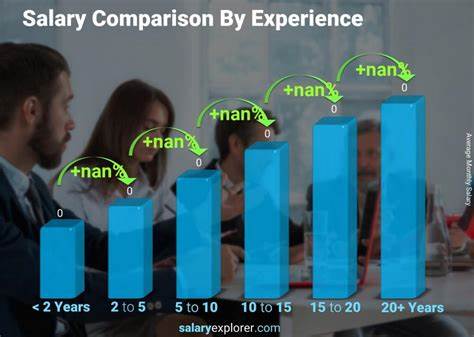 Salary Comparison By Experience
+nan%
+nan%
+nan%
+nan%
+nan%
0
0
0
0
0
0
Average Monthly Salary
< 2 Years
2 to 5
5 to 10
10 to 15
15 to 20
20+ Years
salaryexplorer.com